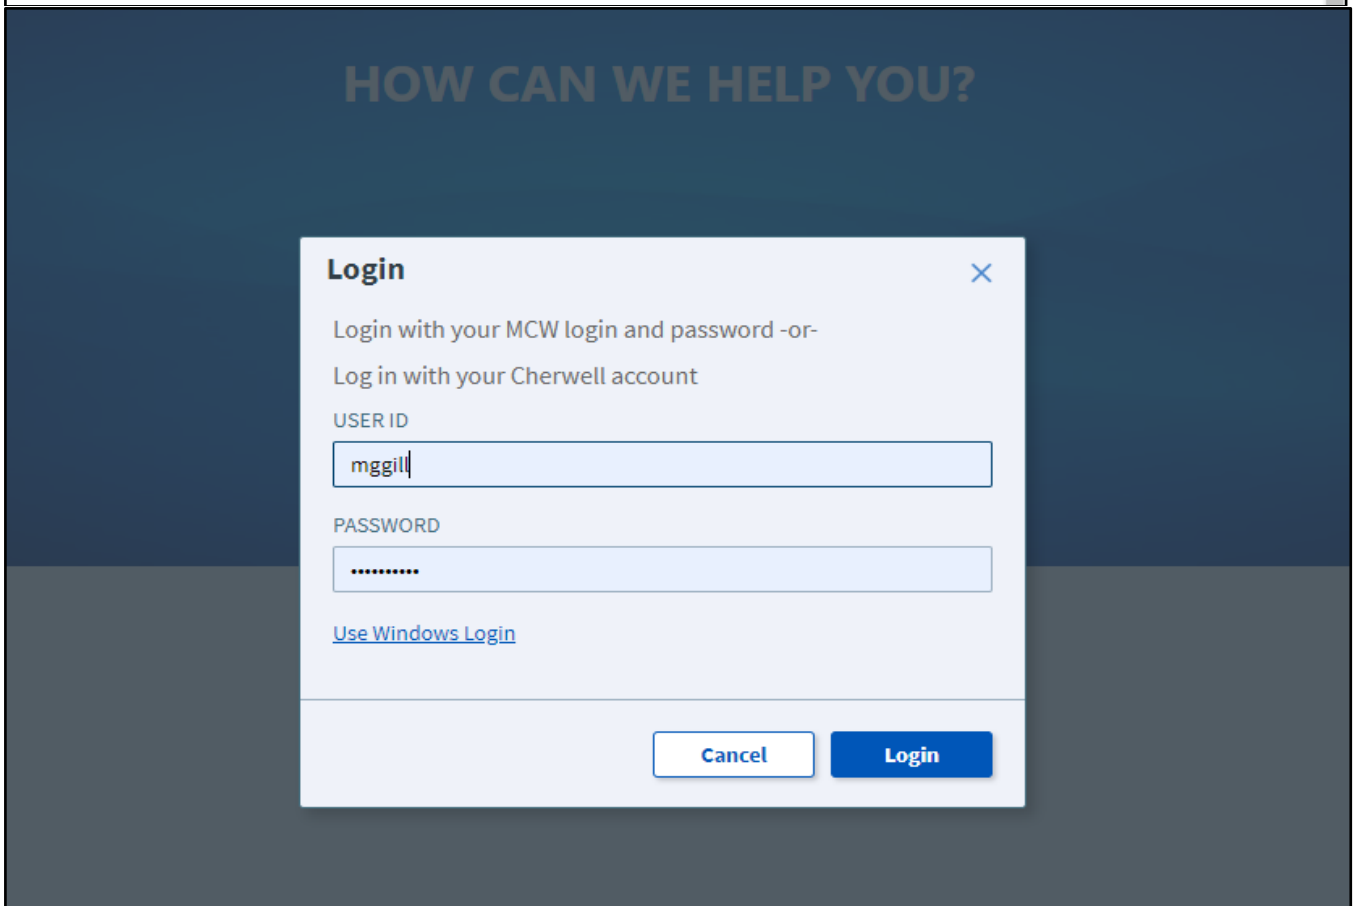 HOW CAN WE HELP YOU?
Login
Login with your MCW login and password -or-
Log in with your Cherwell account
USER ID
mggill
PASSWORD
••••••••••
Use Windows Login
Cancel
Login